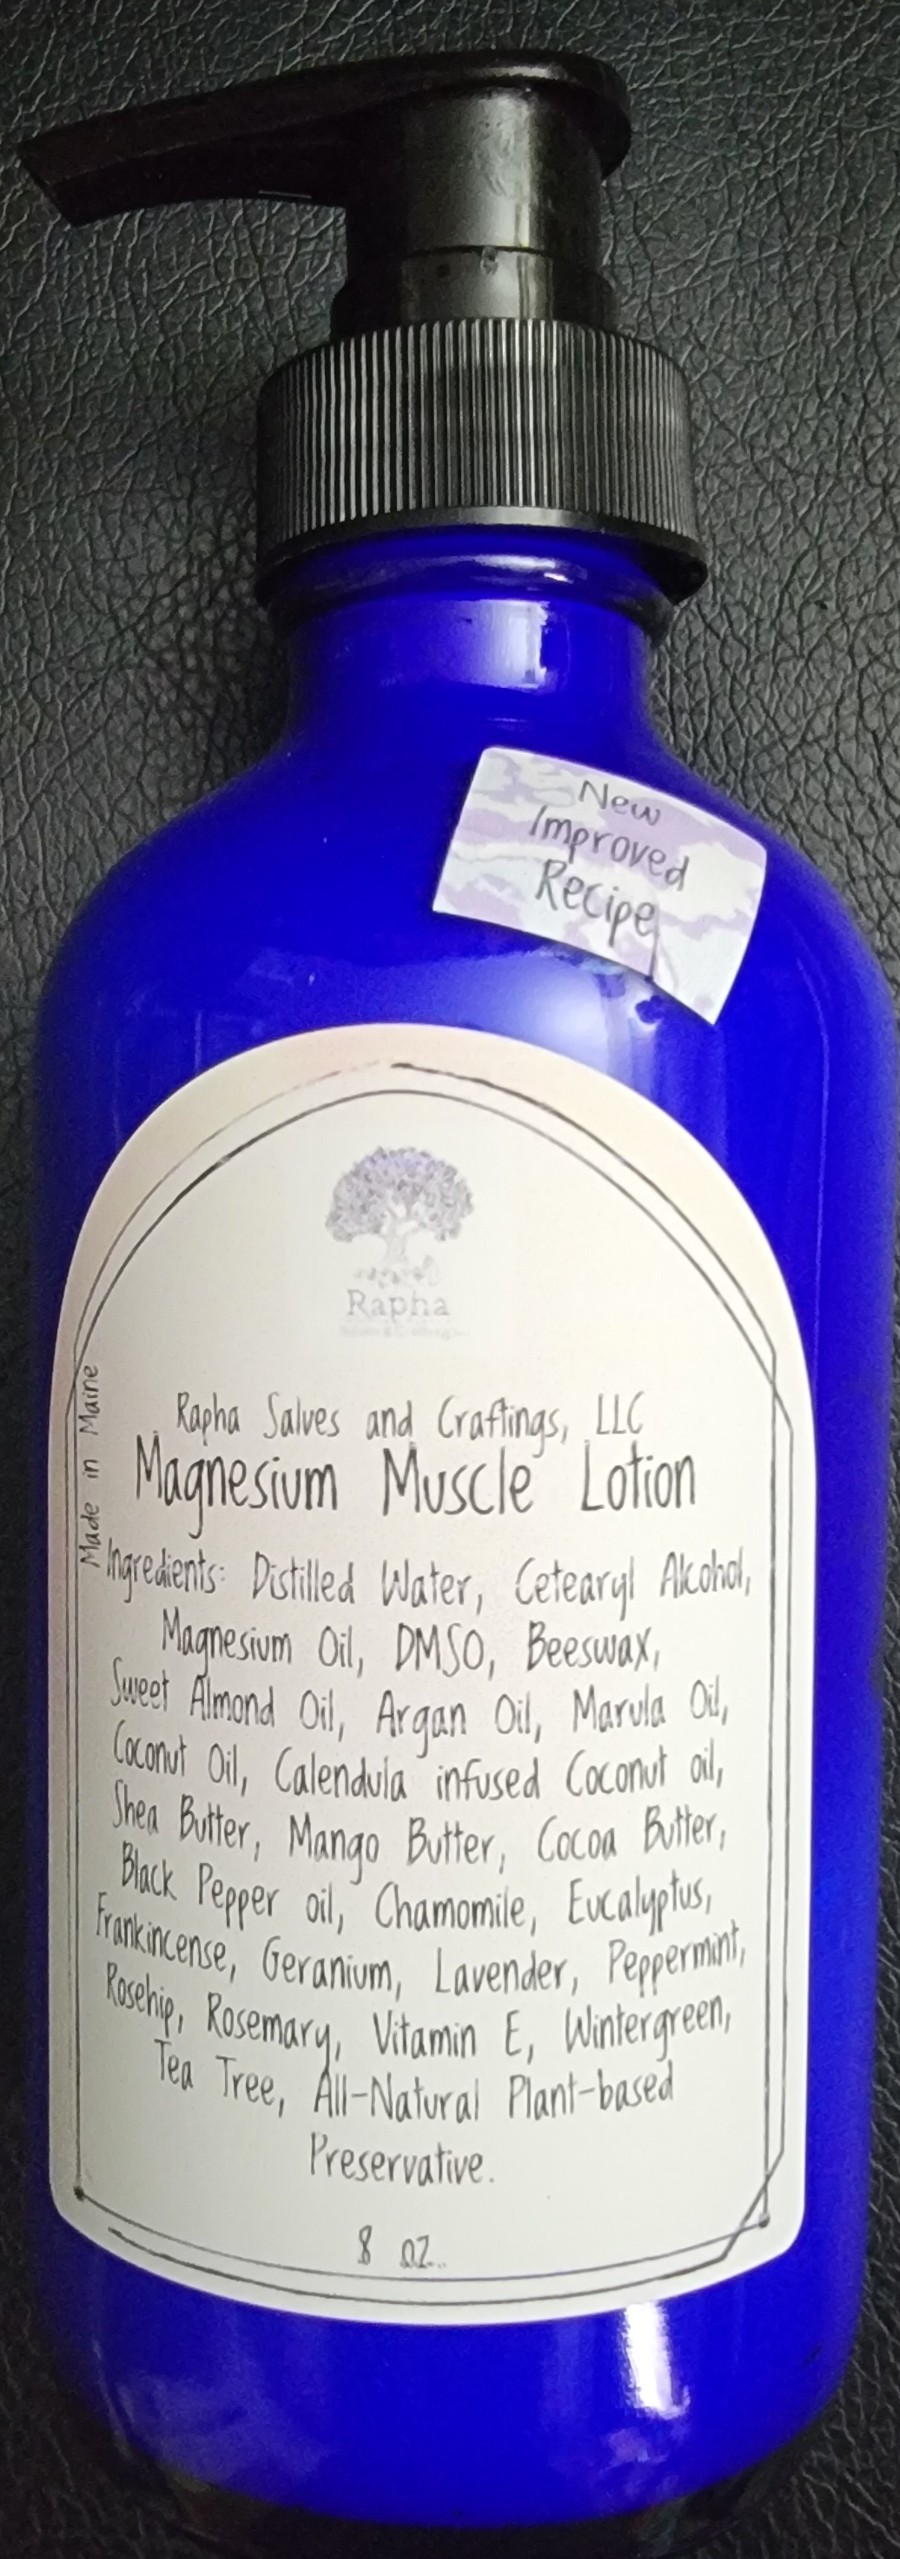 New
Improved
Recipe
Rapha
Rapha Salves and Craftings, LLC
Magnesium Muscle Lotion
Made in Maine
Ingredients: Distilled Water, Cetearyl Alcohol,
Magnesium Oil, DMSO, Beeswax,
Sweet Almond Oil, Argan Oil, Marula Oil,
Coconut Oil, Calendula infused Coconut oil,
Shea Butter, Mango Butter, Cocoa Butter,
Black Pepper oil, Chamomile, Eucalyptus,
Frankincense, Geranium, Lavender, Peppermint,
Rosehip, Rosemary, Vitamin E, Wintergreen,
Tea Tree, All-Natural Plant-based
Preservative.
8 oz.